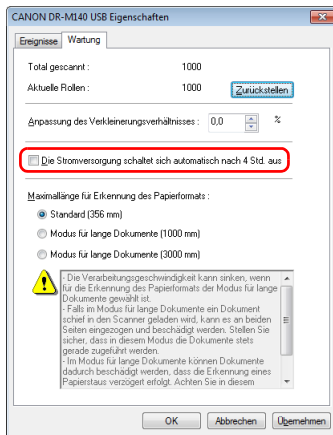 CANON DR-M140 USB Eigenschaften
Ereignisse Wartung
Total gescannt : 1000
Aktuelle Rollen : 1000 Zurückstellen
Anpassung des Verkleinerungsverhältnisses : 0,0 %
Die Stromversorgung schaltet sich automatisch nach 4 Std. aus
Maximallänge für Erkennung des Papierformats :
Standard (356 mm)
Modus für lange Dokumente (1000 mm)
Modus für lange Dokumente (3000 mm)
- Die Verarbeitungsgeschwindigkeit kann sinken, wenn
für die Erkennung des Papierformats der Modus für lange
Dokumente gewählt ist.
- Falls im Modus für lange Dokumente ein Dokument
schief in den Scanner geladen wird, kann es an beiden
Seiten eingezogen und beschädigt werden. Stellen Sie
sicher, dass in diesem Modus die Dokumente stets
gerade zugeführt werden.
- Im Modus für lange Dokumente können Dokumente
dadurch beschädigt werden, dass die Erkennung eines
Papierstaus verzögert erfolgt. Achten Sie in diesem
OK Abbrechen Übernehmen